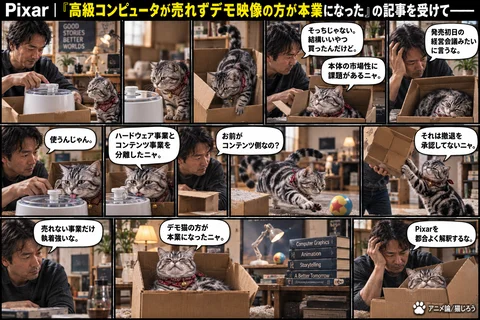 Pixar|『高級コンピュータが売れずデモ映像の方が本業になった』の記事を受けて――
GOOD
STORIES
BETTER
WORLDS
そっちじゃない。
結構いいやつ
買ったんだけど。
本体の市場性に
課題があるニャ。
発売初日の
経営会議みたい
に言うな。
使うんじゃん。
ハードウェア事業と
コンテンツ事業を
分離したニャ。
お前が
コンテンツ側なの?
それは撤退を
承認してないニャ。
売れない事業だけ
執着強いな。
デモ猫の方が
本業になったニャ。
Computer Graphics
Animation
Storytelling
A Better Tomorrow
Pixarを
都合よく解釈するな。
アニメ論/猫じろう